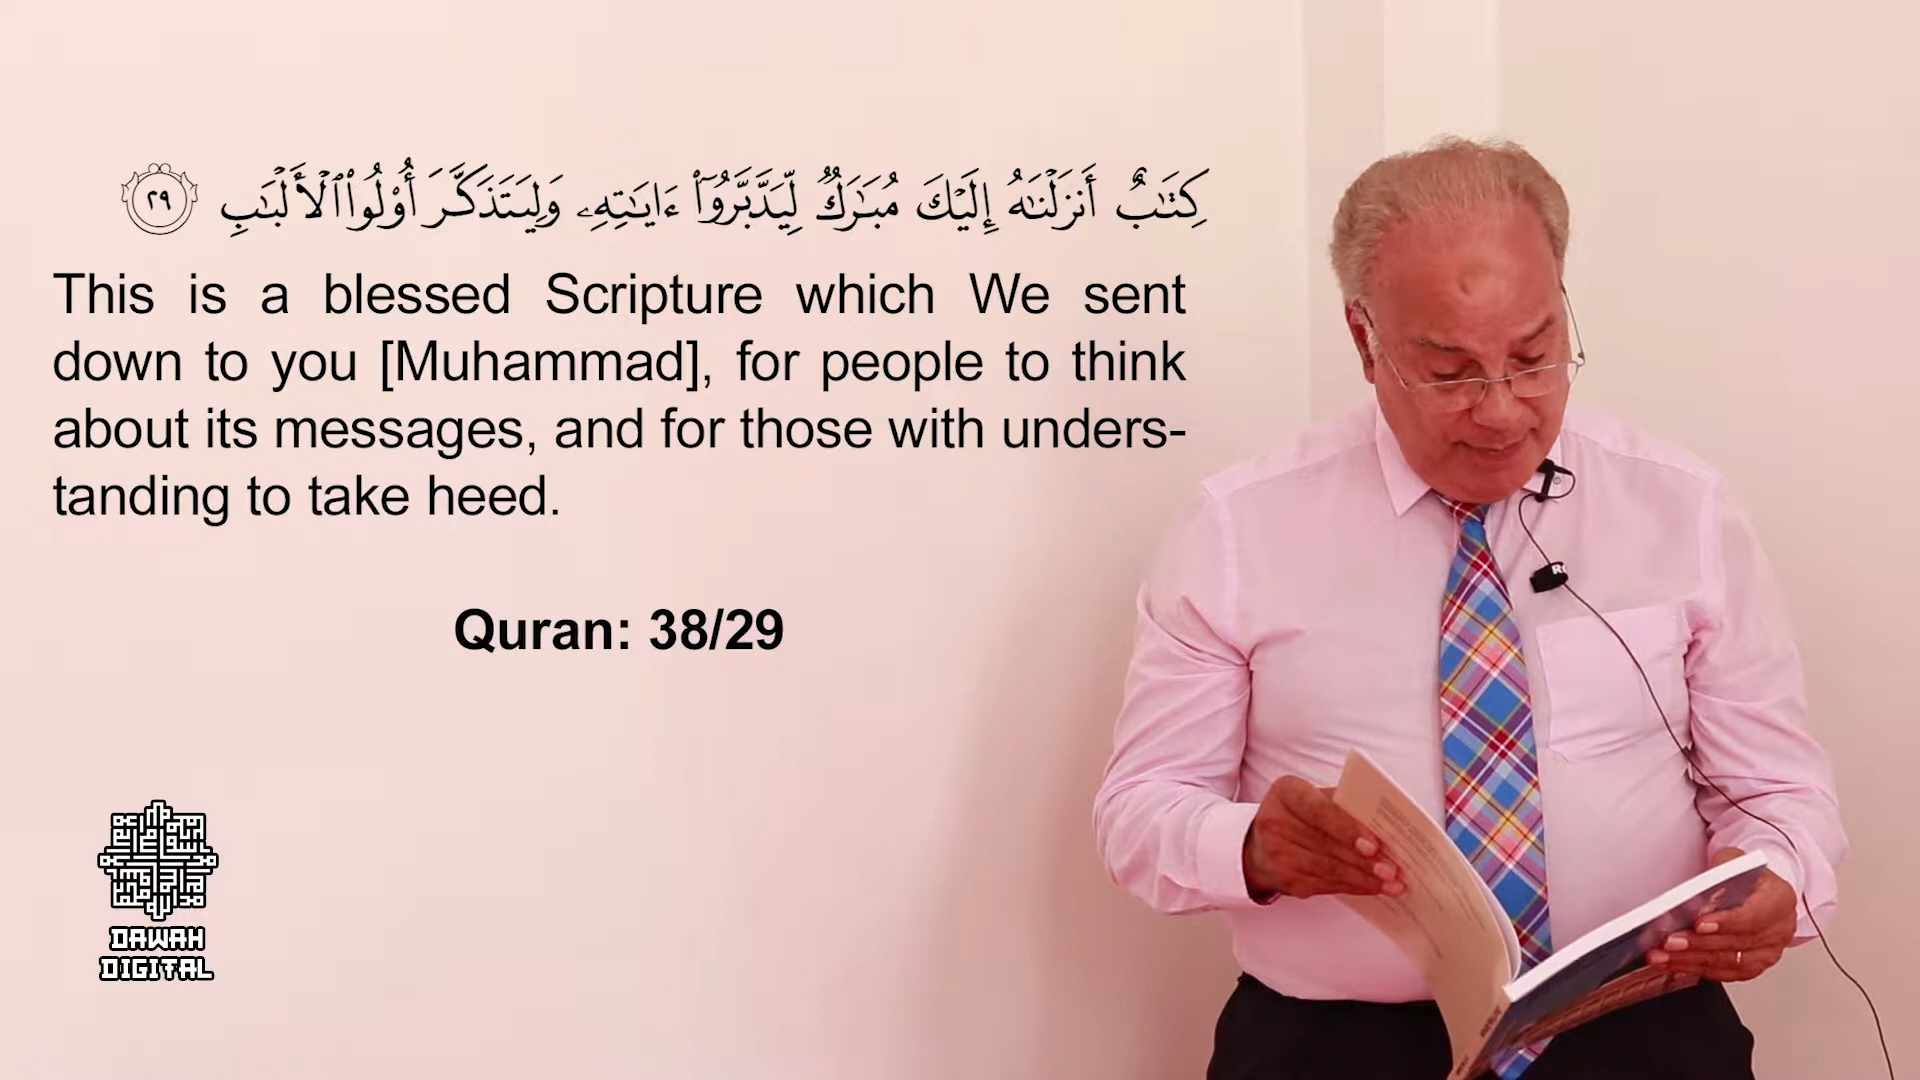 كِتَٰبٌ أَنزَلْنَٰهُ إِلَيْكَ مُبَٰرَكٌ لِّيَدَّبَّرُوٓا۟ ءَايَٰتِهِۦ وَلِيَتَذَكَّرَ أُو۟لُوا۟ ٱلْأَلْبَٰبِ ٢٩
This is a blessed Scripture which We sent
down to you [Muhammad], for people to think
about its messages, and for those with unders-
tanding to take heed.
Quran: 38/29
DAWAH
DIGITAL